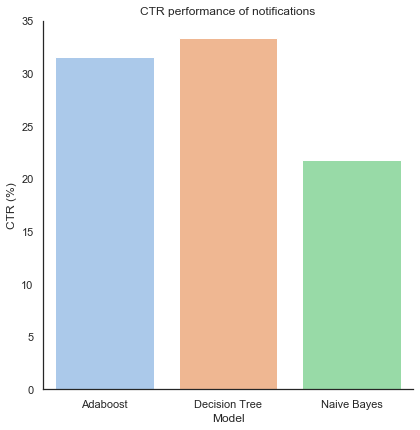 CTR performance of notifications
35
30
25
20
15
10
5
0
CTR (%)
Adaboost Decision Tree Naive Bayes
Model